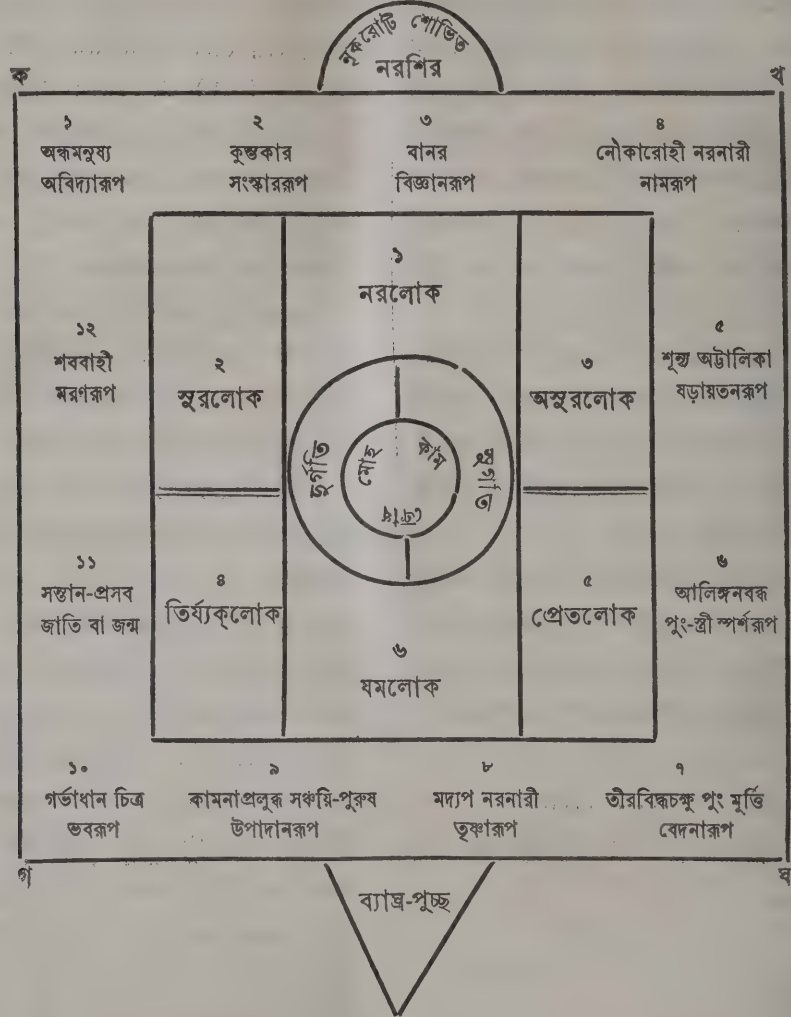 নৃকরোটি শোভিত
নরশির
ক
খ
১
অন্ধমনুষ্য
অবিদ্যারূপ
২
কুম্ভকার
সংস্কাররূপ
৩
বানর
বিজ্ঞানরূপ
৪
নৌকারোহী নরনারী
নামরূপ
১
নরলোক
১২
শববাহী
মরণরূপ
২
সুরলোক
৩
অসুরলোক
৫
শূন্য অট্টালিকা
ষড়ায়তনরূপ
দুর্গতি
মোহ
কাম
সুগতি
১১
সন্তান-প্রসব
জাতি বা জন্ম
৪
তির্য্যক্‌লোক
৫
প্রেতলোক
৬
আলিঙ্গনবদ্ধ
পুং-স্ত্রী স্পর্শরূপ
৬
যমলোক
১০
গর্ভাধান চিত্র
ভবরূপ
৯
কামনাপ্রলুব্ধ সঞ্চয়ি-পুরুষ
উপাদানরূপ
৮
মদ্যপ নরনারী
তৃষ্ণারূপ
৭
তীরবিদ্ধচক্ষু পুং মূর্ত্তি
বেদনারূপ
গ
ঘ
ব্যাঘ্র-পুচ্ছ